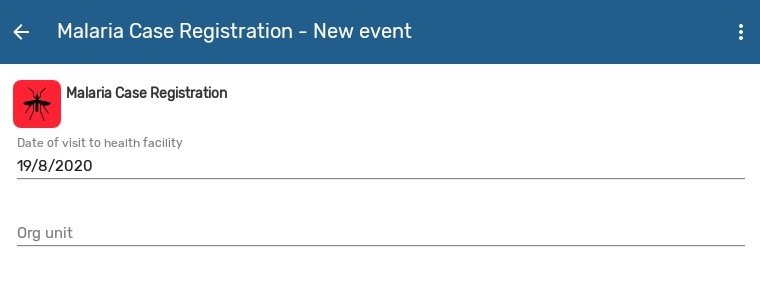 Malaria Case Registration - New event
Malaria Case Registration
Date of visit to health facility
19/8/2020
Org unit